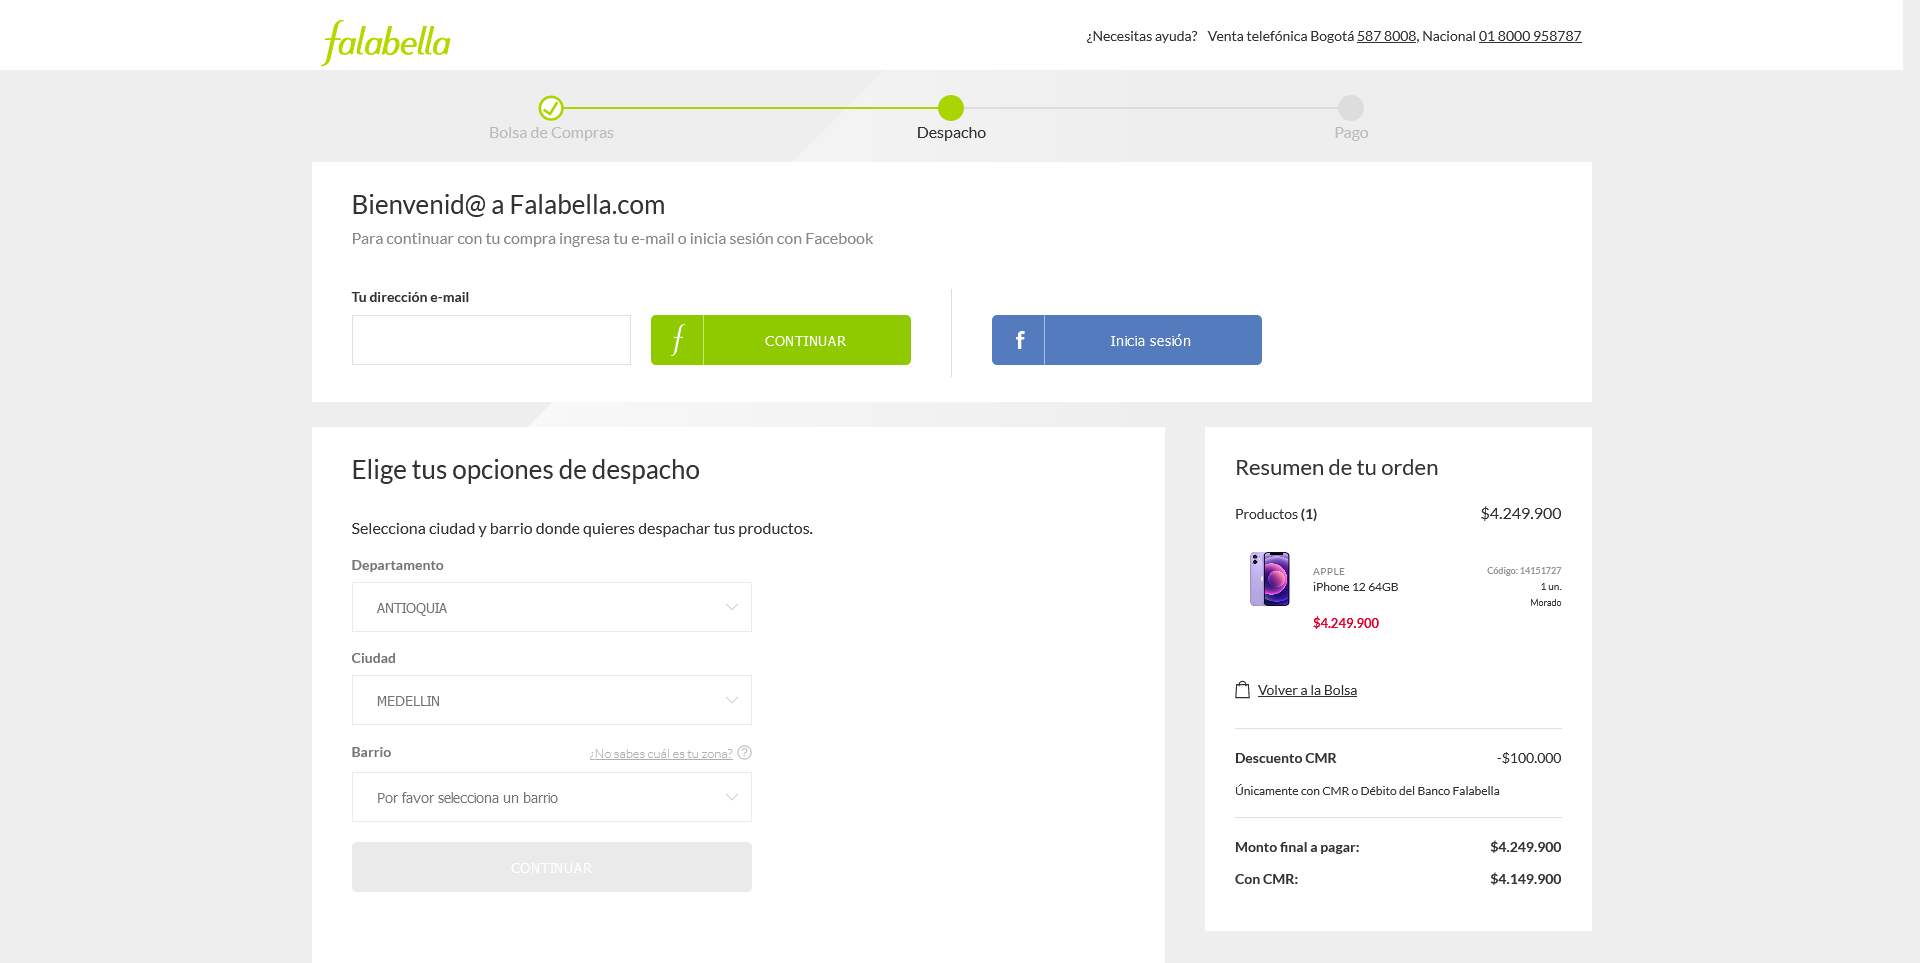 falabella
¿Necesitas ayuda? Venta telefónica Bogotá 587 8008, Nacional 01 8000 958787
Bolsa de Compras
Despacho
Pago
Bienvenid@ a Falabella.com
Para continuar con tu compra ingresa tu e-mail o inicia sesión con Facebook
Tu dirección e-mail
f CONTINUAR
f Inicia sesión
Elige tus opciones de despacho
Selecciona ciudad y barrio donde quieres despachar tus productos.
Departamento
ANTIOQUIA
Ciudad
MEDELLIN
Barrio ¿No sabes cuál es tu zona? ?
Por favor selecciona un barrio
CONTINUAR
Resumen de tu orden
Productos (1) $4.249.900
APPLE Código: 14151727
iPhone 12 64GB 1 un.
Morado
$4.249.900
Volver a la Bolsa
Descuento CMR -$100.000
Únicamente con CMR o Débito del Banco Falabella
Monto final a pagar: $4.249.900
Con CMR: $4.149.900